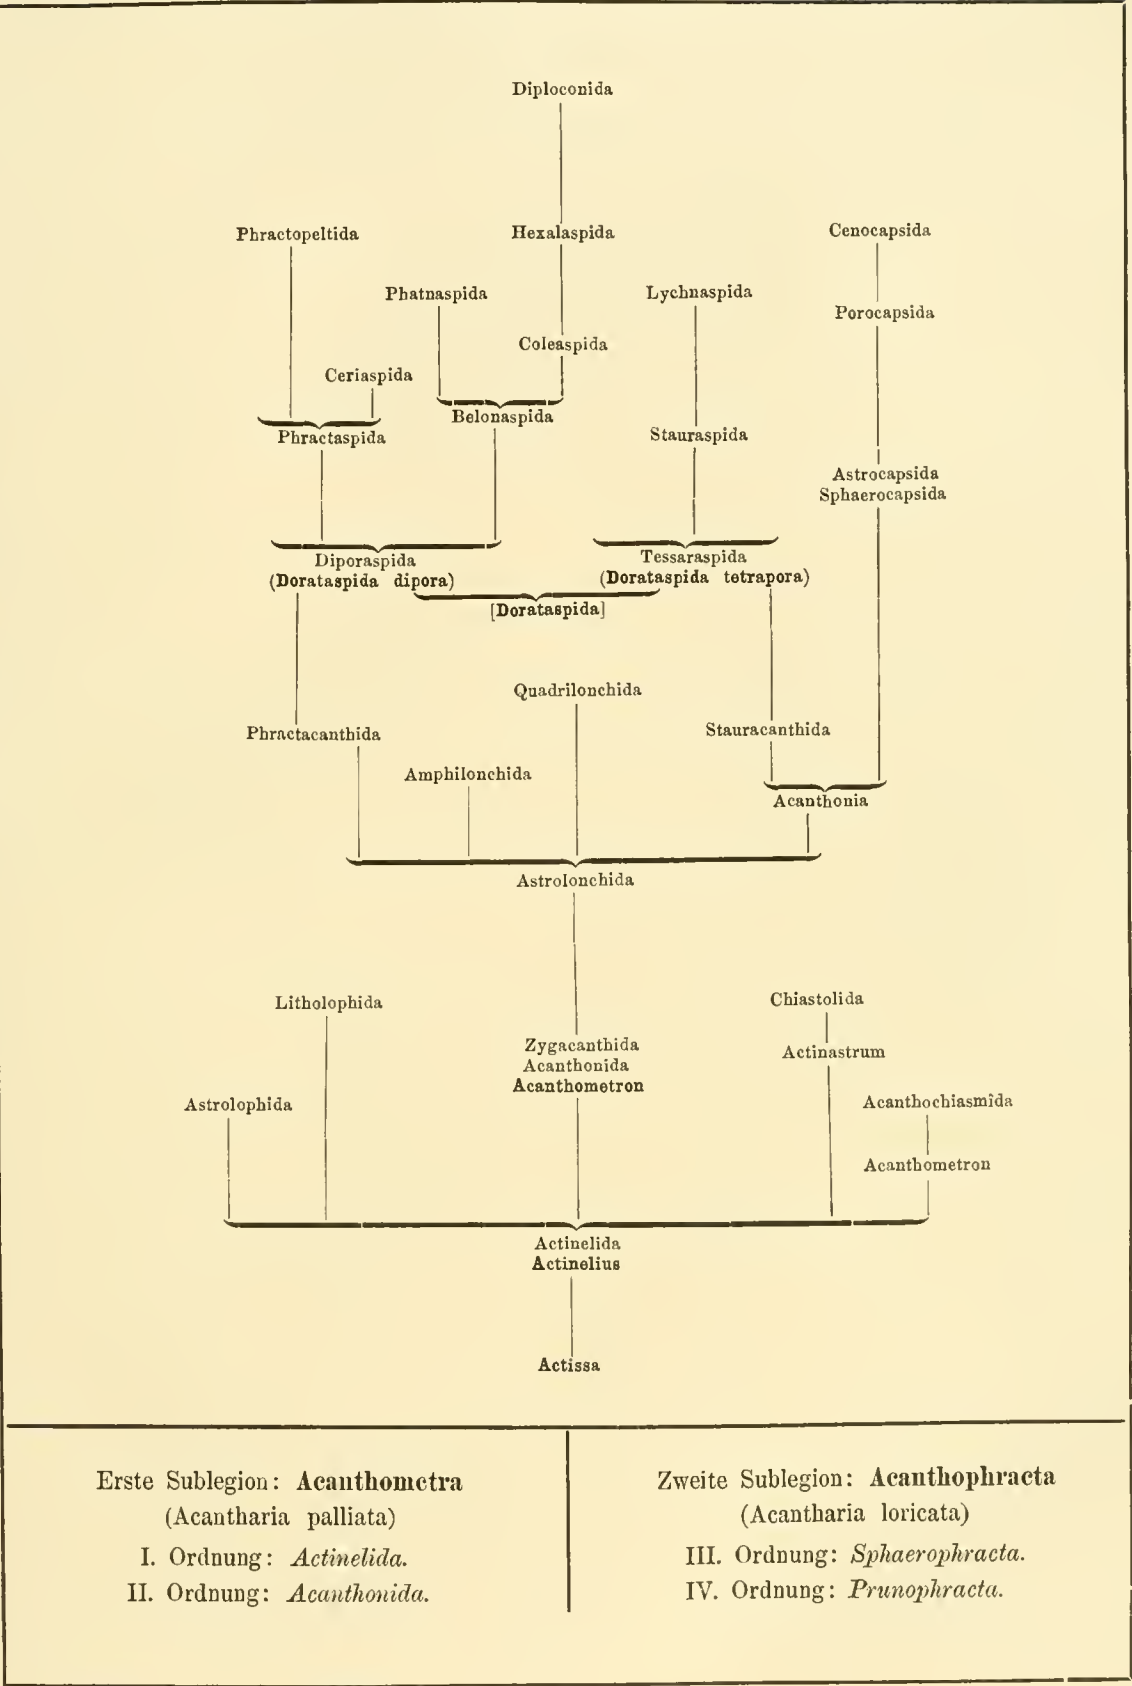 Diploconida
Phractopeltida Hexalaspida Cenocapsida
Phatnaspida Lychnaspida
Porocapsida
Coleaspida
Ceriaspida
Belonaspida
Phractaspida Stauraspida
Astrocapsida
Sphaerocapsida
Diporaspida Tessaraspida
(Dorataspida dipora) (Dorataspida tetrapora)
[Dorataspida]
Quadrilonchida
Phractacanthida Stauracanthida
Amphilonchida
Acanthonia
Astrolonchida
Litholophida Chiastolida
Zygacanthida
Actinastrum
Acanthonida
Acanthometron
Astrolophida Acanthochiasmida
Acanthometron
Actinelida
Actinelius
Actissa
Erste Sublegion: Acanthometra
(Acantharia palliata)
I. Ordnung: Actinelida.
II. Ordnung: Acanthonida.
Zweite Sublegion: Acanthophracta
(Acantharia loricata)
III. Ordnung: Sphaerophracta.
IV. Ordnung: Prunophracta.